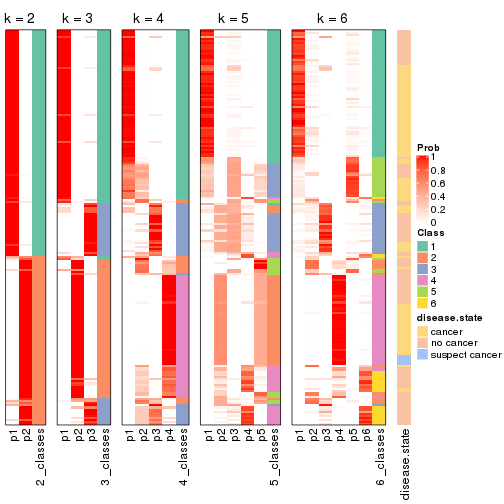 k = 2 k = 3 k = 4 k = 5 k = 6
Prob
1
0.8
0.6
0.4
0.2
0
Class
1
2
3
4
5
6
disease.state
cancer
no cancer
suspect cancer
p1 p2 2_classes p1 p2 p3 3_classes p1 p2 p3 p4 4_classes p1 p2 p3 p4 p5 5_classes p1 p2 p3 p4 p5 p6 6_classes disease.state